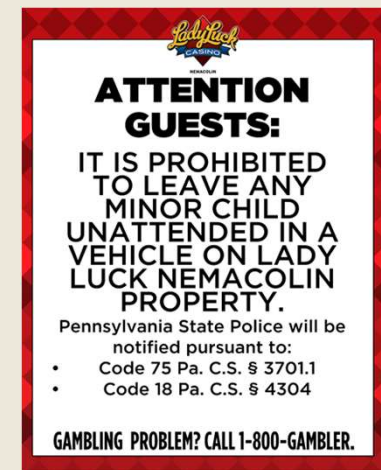 Lady Luck
CASINO
NEMACOLIN
ATTENTION
GUESTS:
IT IS PROHIBITED
TO LEAVE ANY
MINOR CHILD
UNATTENDED IN A
VEHICLE ON LADY
LUCK NEMACOLIN
PROPERTY.
Pennsylvania State Police will be
notified pursuant to:
• Code 75 Pa. C.S. § 3701.1
• Code 18 Pa. C.S. § 4304
GAMBLING PROBLEM? CALL 1-800-GAMBLER.